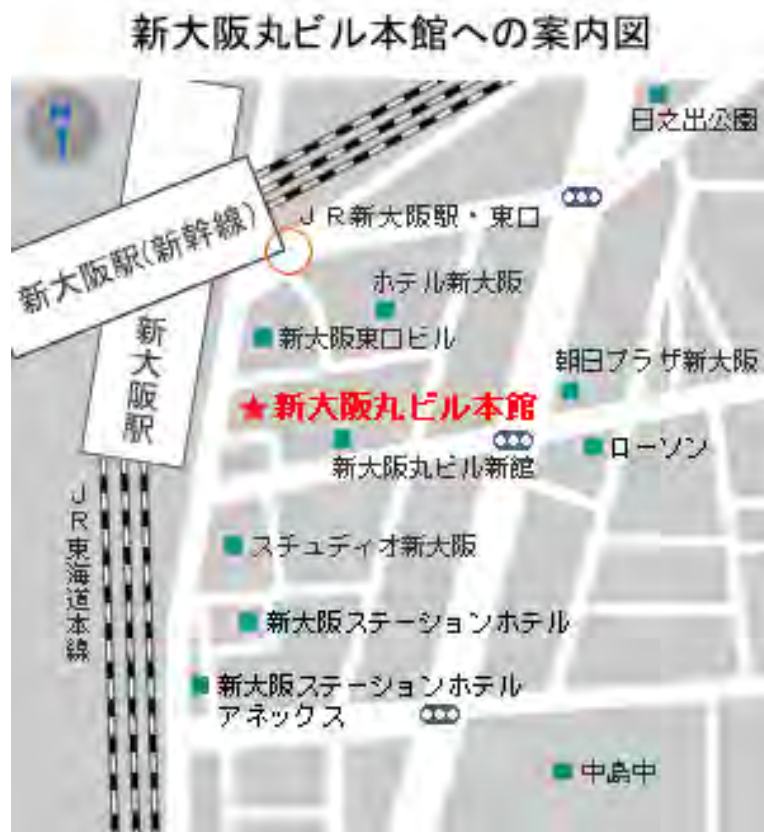 新大阪丸ビル本館への案内図
日之出公園
JR新大阪駅・東口
新大阪駅(新幹線)
ホテル新大阪
新大阪東口ビル
新大阪駅
朝日プラザ新大阪
★新大阪丸ビル本館
ローソン
新大阪丸ビル新館
JR東海道本線
スチュディオ新大阪
新大阪ステーションホテル
新大阪ステーションホテル
アネックス
中島中